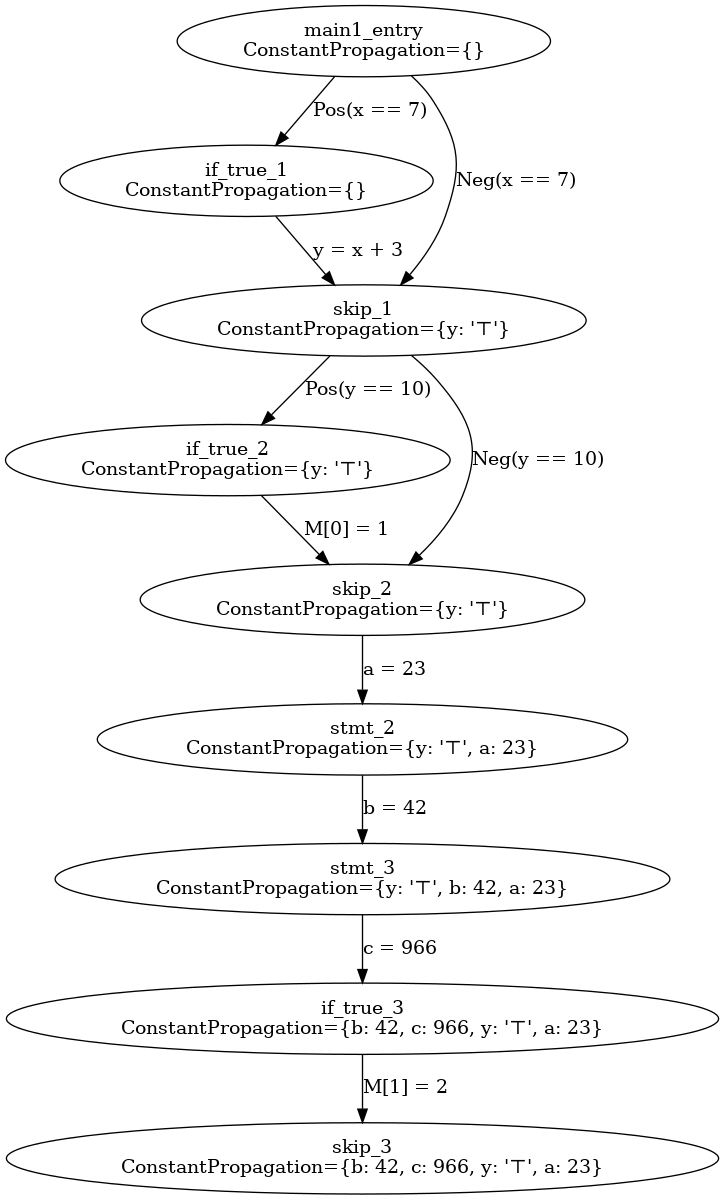 main1_entry
ConstantPropagation={}
Pos(x == 7)
Neg(x == 7)
if_true_1
ConstantPropagation={}
y = x + 3
skip_1
ConstantPropagation={y: '⊤'}
Pos(y == 10)
Neg(y == 10)
if_true_2
ConstantPropagation={y: '⊤'}
M[0] = 1
skip_2
ConstantPropagation={y: '⊤'}
a = 23
stmt_2
ConstantPropagation={y: '⊤', a: 23}
b = 42
stmt_3
ConstantPropagation={y: '⊤', b: 42, a: 23}
c = 966
if_true_3
ConstantPropagation={b: 42, c: 966, y: '⊤', a: 23}
M[1] = 2
skip_3
ConstantPropagation={b: 42, c: 966, y: '⊤', a: 23}